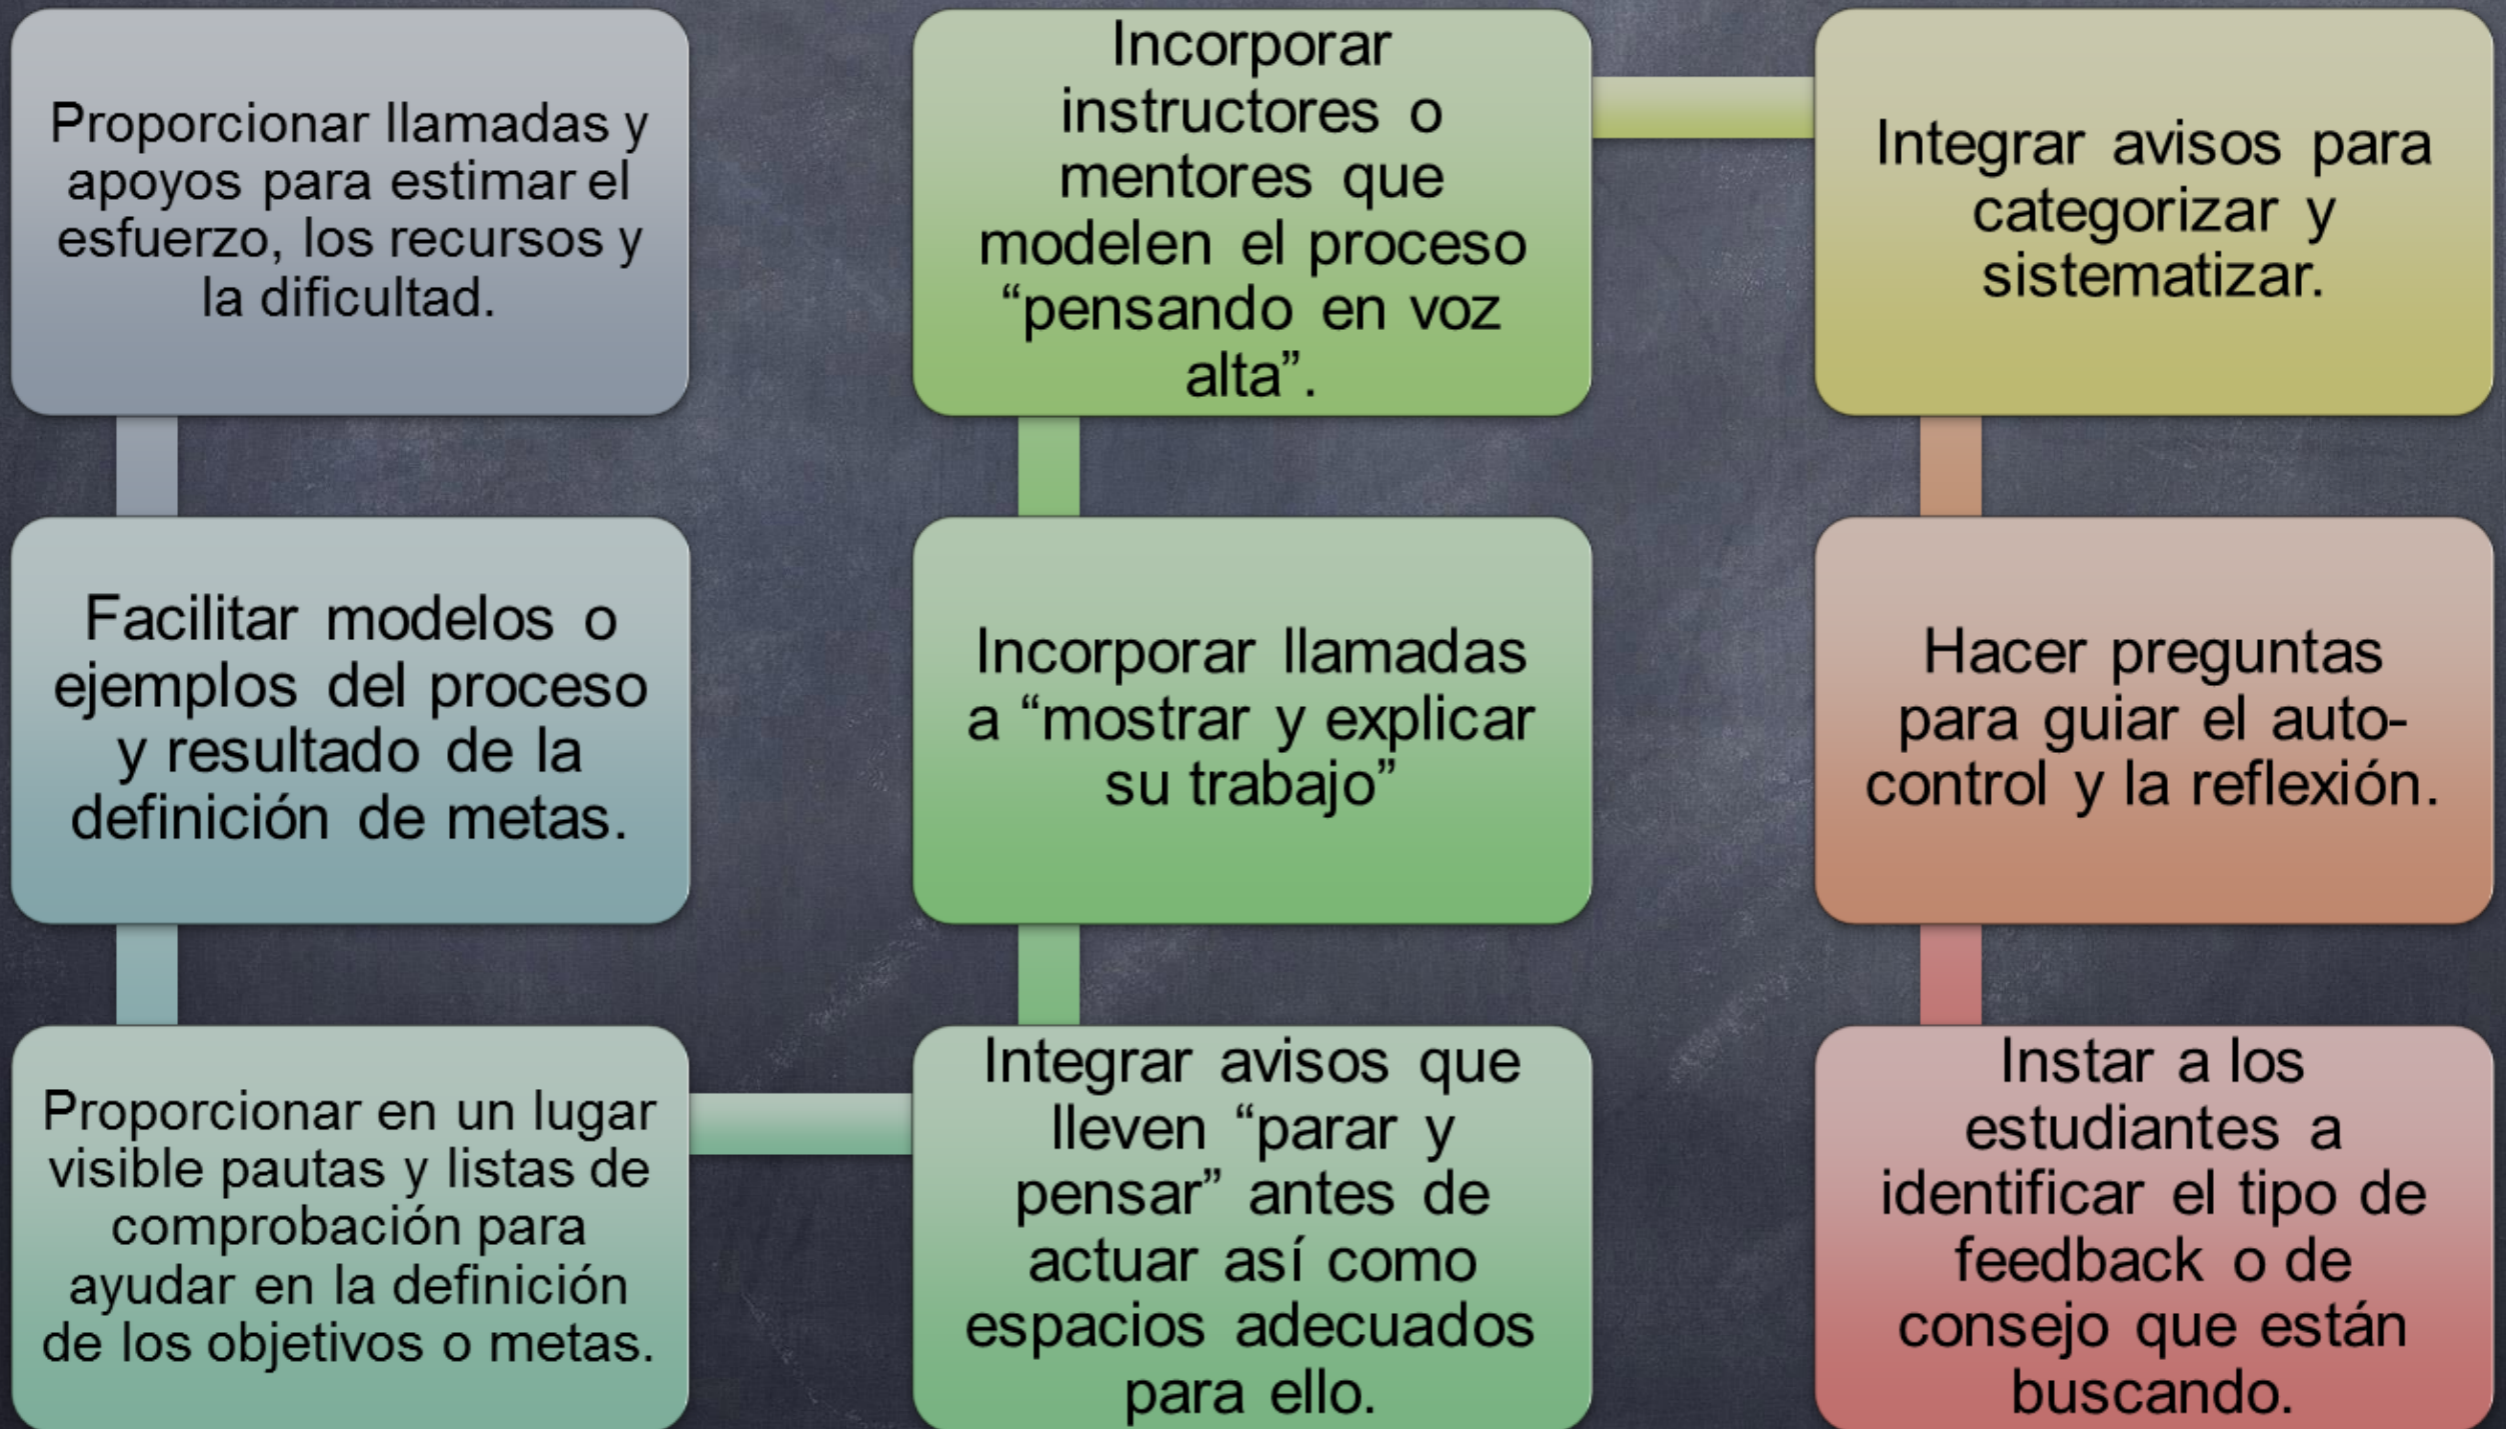 Proporcionar llamadas y
apoyos para estimar el
esfuerzo, los recursos y
la dificultad.
Facilitar modelos o
ejemplos del proceso
y resultado de la
definición de metas.
Proporcionar en un lugar
visible pautas y listas de
comprobación para
ayudar en la definición
de los objetivos o metas.
Integrar avisos que
lleven “parar y
pensar” antes de
actuar así como
espacios adecuados
para ello.
Incorporar llamadas
a “mostrar y explicar
su trabajo”
Incorporar
instructores o
mentores que
modelen el proceso
“pensando en voz
alta”.
Integrar avisos para
categorizar y
sistematizar.
Hacer preguntas
para guiar el auto-
control y la reflexión.
Instar a los
estudiantes a
identificar el tipo de
feedback o de
consejo que están
buscando.